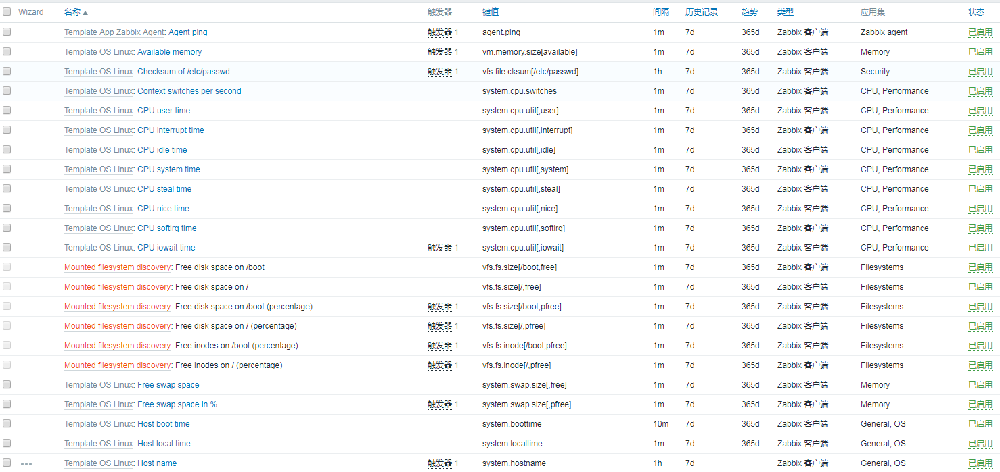 Wizard 名称 触发器 键值 间隔 历史记录 趋势 类型 应用集 状态
Template App Zabbix Agent: Agent ping 触发器 1 agent.ping 1m 7d 365d Zabbix 客户端 Zabbix agent 已启用
Template OS Linux: Available memory 触发器 1 vm.memory.size[available] 1m 7d 365d Zabbix 客户端 Memory 已启用
Template OS Linux: Checksum of /etc/passwd 触发器 1 vfs.file.cksum[/etc/passwd] 1h 7d 365d Zabbix 客户端 Security 已启用
Template OS Linux: Context switches per second system.cpu.switches 1m 7d 365d Zabbix 客户端 CPU, Performance 已启用
Template OS Linux: CPU user time system.cpu.util[,user] 1m 7d 365d Zabbix 客户端 CPU, Performance 已启用
Template OS Linux: CPU interrupt time system.cpu.util[,interrupt] 1m 7d 365d Zabbix 客户端 CPU, Performance 已启用
Template OS Linux: CPU idle time system.cpu.util[,idle] 1m 7d 365d Zabbix 客户端 CPU, Performance 已启用
Template OS Linux: CPU system time system.cpu.util[,system] 1m 7d 365d Zabbix 客户端 CPU, Performance 已启用
Template OS Linux: CPU steal time system.cpu.util[,steal] 1m 7d 365d Zabbix 客户端 CPU, Performance 已启用
Template OS Linux: CPU nice time system.cpu.util[,nice] 1m 7d 365d Zabbix 客户端 CPU, Performance 已启用
Template OS Linux: CPU softirq time system.cpu.util[,softirq] 1m 7d 365d Zabbix 客户端 CPU, Performance 已启用
Template OS Linux: CPU iowait time 触发器 1 system.cpu.util[,iowait] 1m 7d 365d Zabbix 客户端 CPU, Performance 已启用
Mounted filesystem discovery: Free disk space on /boot vfs.fs.size[/boot,free] 1m 7d 365d Zabbix 客户端 Filesystems 已启用
Mounted filesystem discovery: Free disk space on / vfs.fs.size[/,free] 1m 7d 365d Zabbix 客户端 Filesystems 已启用
Mounted filesystem discovery: Free disk space on /boot (percentage) 触发器 1 vfs.fs.size[/boot,pfree] 1m 7d 365d Zabbix 客户端 Filesystems 已启用
Mounted filesystem discovery: Free disk space on / (percentage) 触发器 1 vfs.fs.size[/,pfree] 1m 7d 365d Zabbix 客户端 Filesystems 已启用
Mounted filesystem discovery: Free inodes on /boot (percentage) 触发器 1 vfs.fs.inode[/boot,pfree] 1m 7d 365d Zabbix 客户端 Filesystems 已启用
Mounted filesystem discovery: Free inodes on / (percentage) 触发器 1 vfs.fs.inode[/,pfree] 1m 7d 365d Zabbix 客户端 Filesystems 已启用
Template OS Linux: Free swap space system.swap.size[,free] 1m 7d 365d Zabbix 客户端 Memory 已启用
Template OS Linux: Free swap space in % 触发器 1 system.swap.size[,pfree] 1m 7d 365d Zabbix 客户端 Memory 已启用
Template OS Linux: Host boot time system.boottime 10m 7d 365d Zabbix 客户端 General, OS 已启用
Template OS Linux: Host local time system.localtime 1m 7d 365d Zabbix 客户端 General, OS 已启用
Template OS Linux: Host name 触发器 1 system.hostname 1h 7d Zabbix 客户端 General, OS 已启用